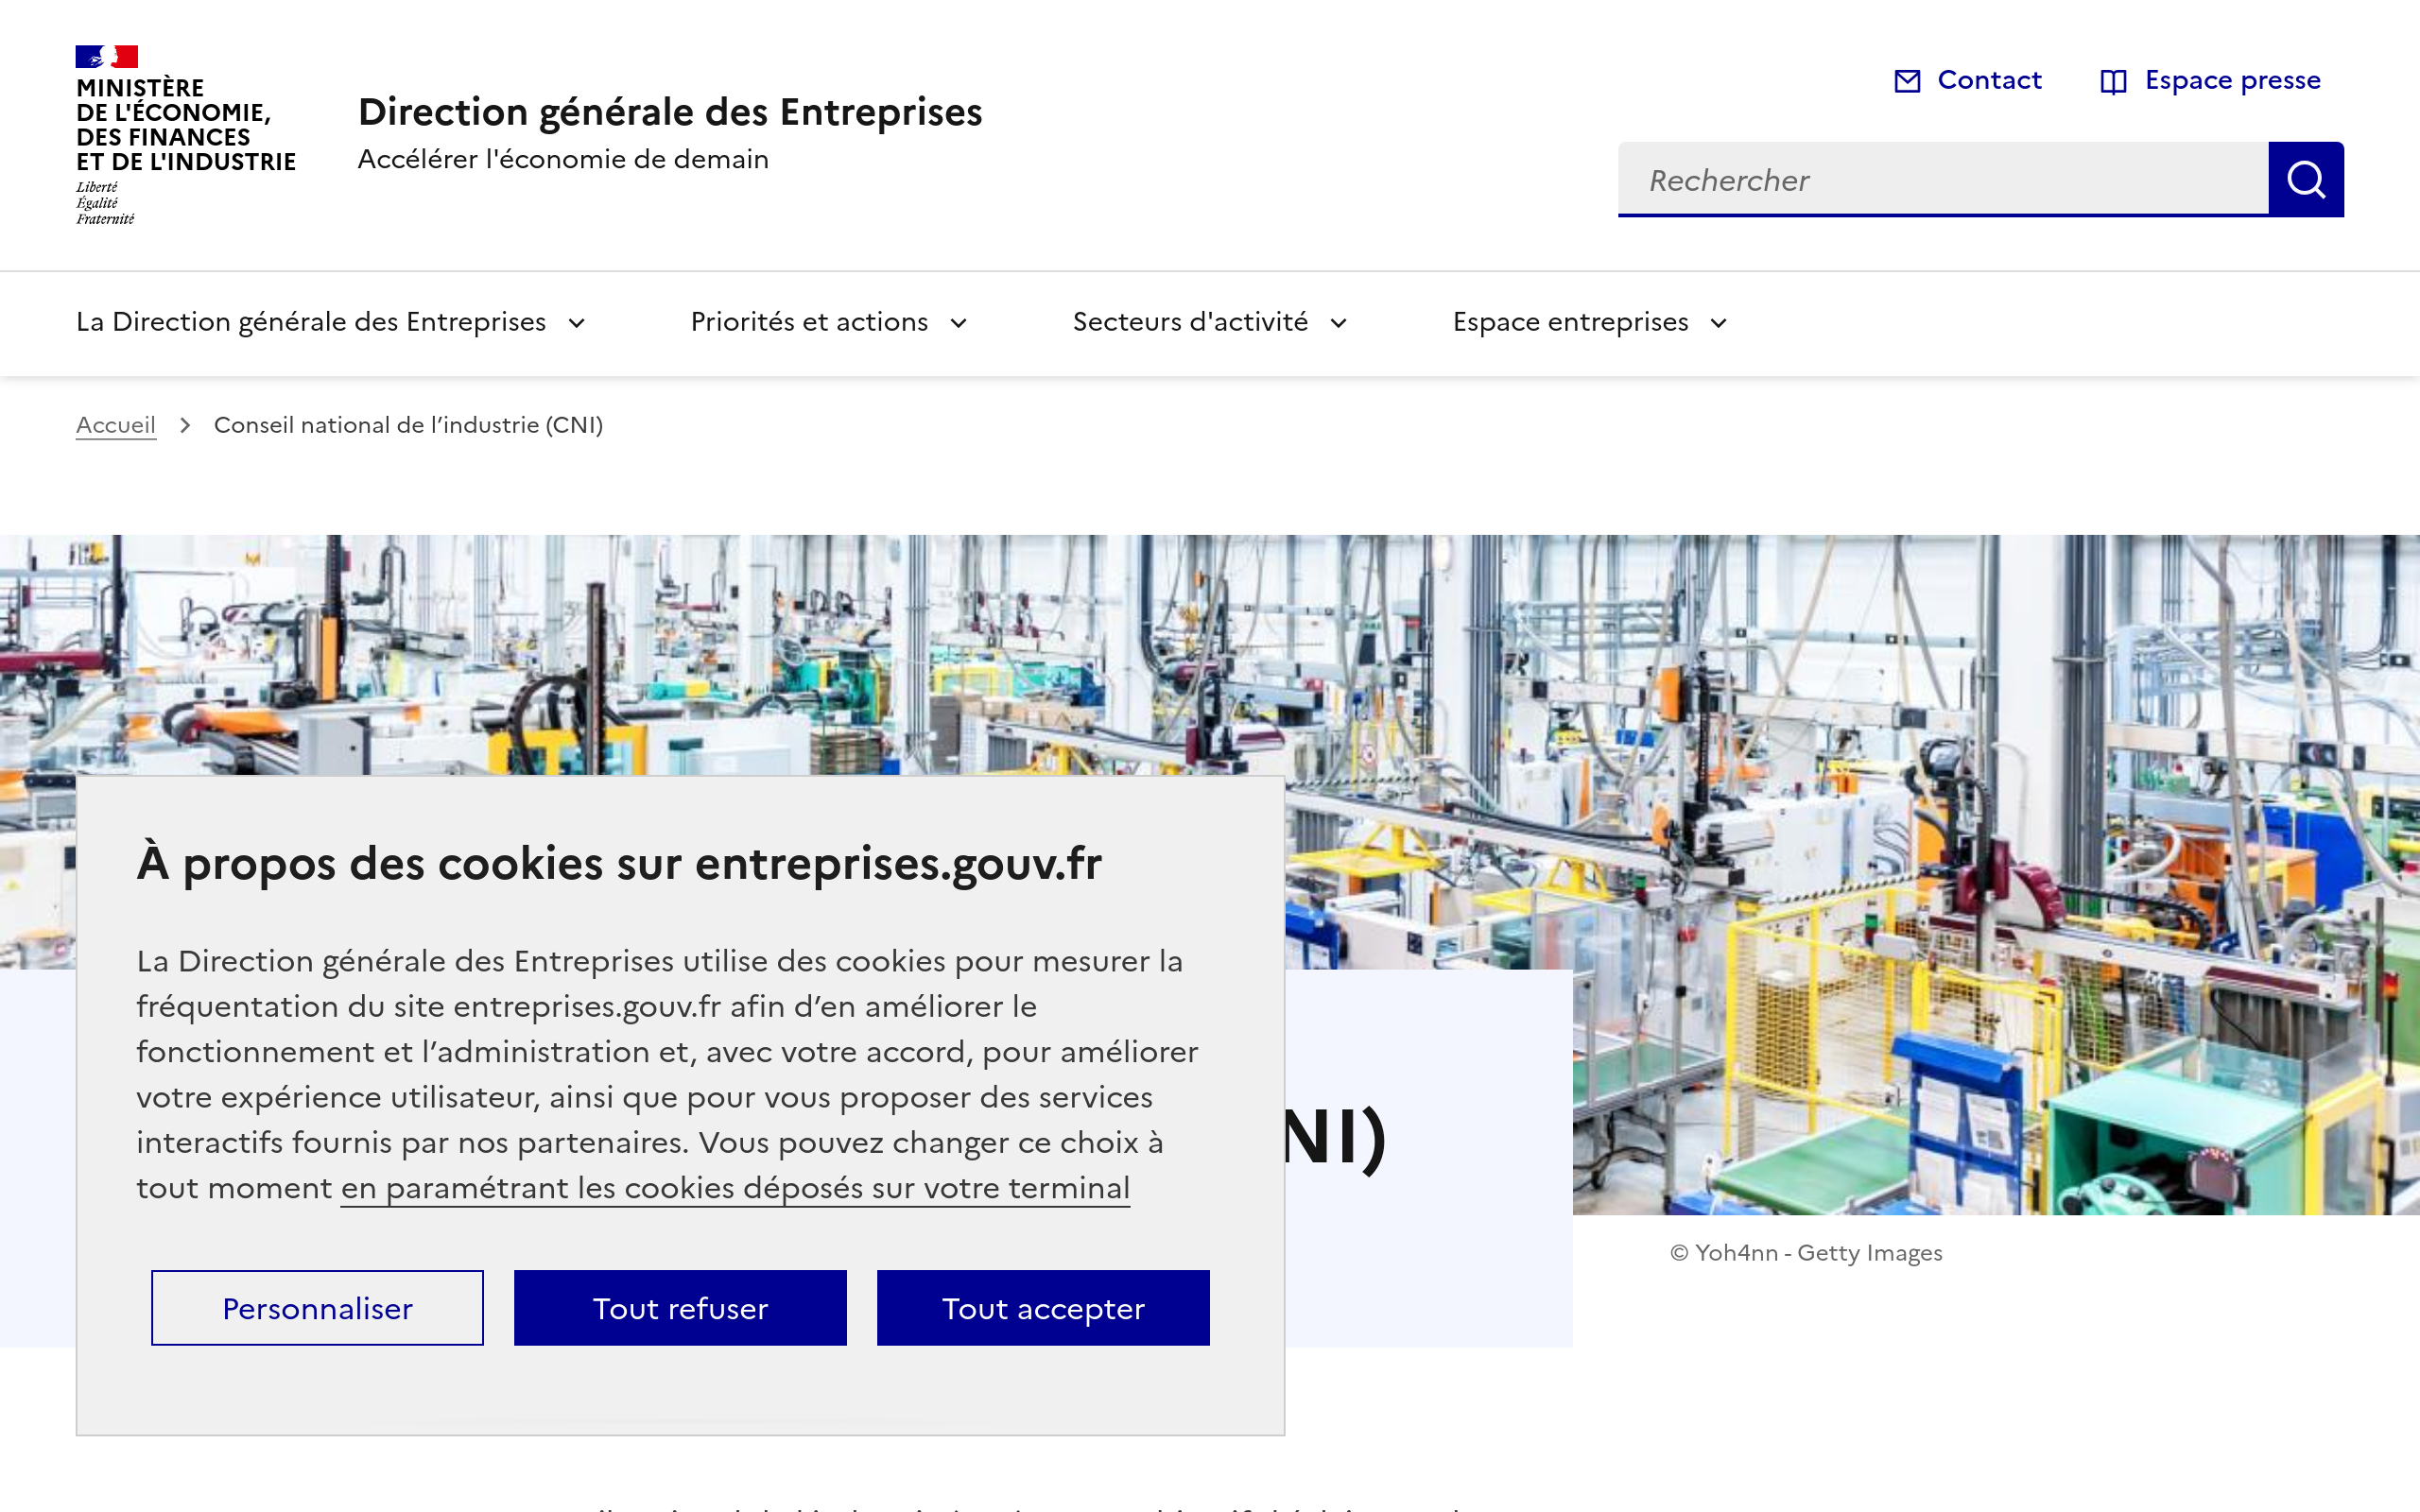 MINISTÈRE
DE L'ÉCONOMIE,
DES FINANCES
ET DE L'INDUSTRIE
Liberté
Égalité
Fraternité
Direction générale des Entreprises
Accélérer l'économie de demain
Contact
Espace presse
Rechercher
La Direction générale des Entreprises
Priorités et actions
Secteurs d'activité
Espace entreprises
Accueil
Conseil national de l’industrie (CNI)
À propos des cookies sur entreprises.gouv.fr
La Direction générale des Entreprises utilise des cookies pour mesurer la
fréquentation du site entreprises.gouv.fr afin d’en améliorer le
fonctionnement et l’administration et, avec votre accord, pour améliorer
votre expérience utilisateur, ainsi que pour vous proposer des services
interactifs fournis par nos partenaires. Vous pouvez changer ce choix à
tout moment en paramétrant les cookies déposés sur votre terminal
Personnaliser
Tout refuser
Tout accepter
NI)
© Yoh4nn - Getty Images